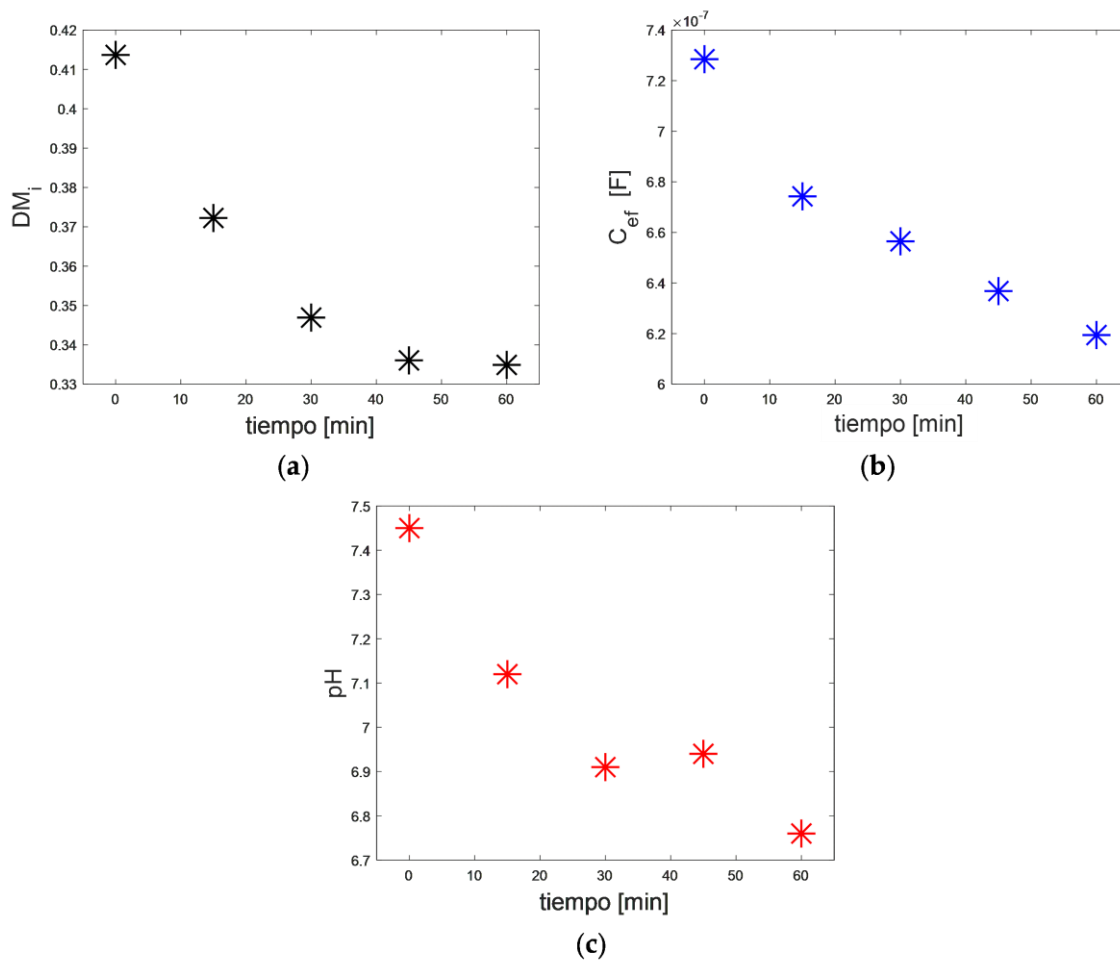 0.42
0.41
0.4
0.39
0.38
0.37
0.36
0.35
0.34
0.33
DM_i
0 10 20 30 40 50 60
tiempo [min]
(a)
×10^-7
7.4
7.2
7
6.8
6.6
6.4
6.2
6
C_ef [F]
0 10 20 30 40 50 60
tiempo [min]
(b)
7.5
7.4
7.3
7.2
7.1
7
6.9
6.8
6.7
pH
0 10 20 30 40 50 60
tiempo [min]
(c)